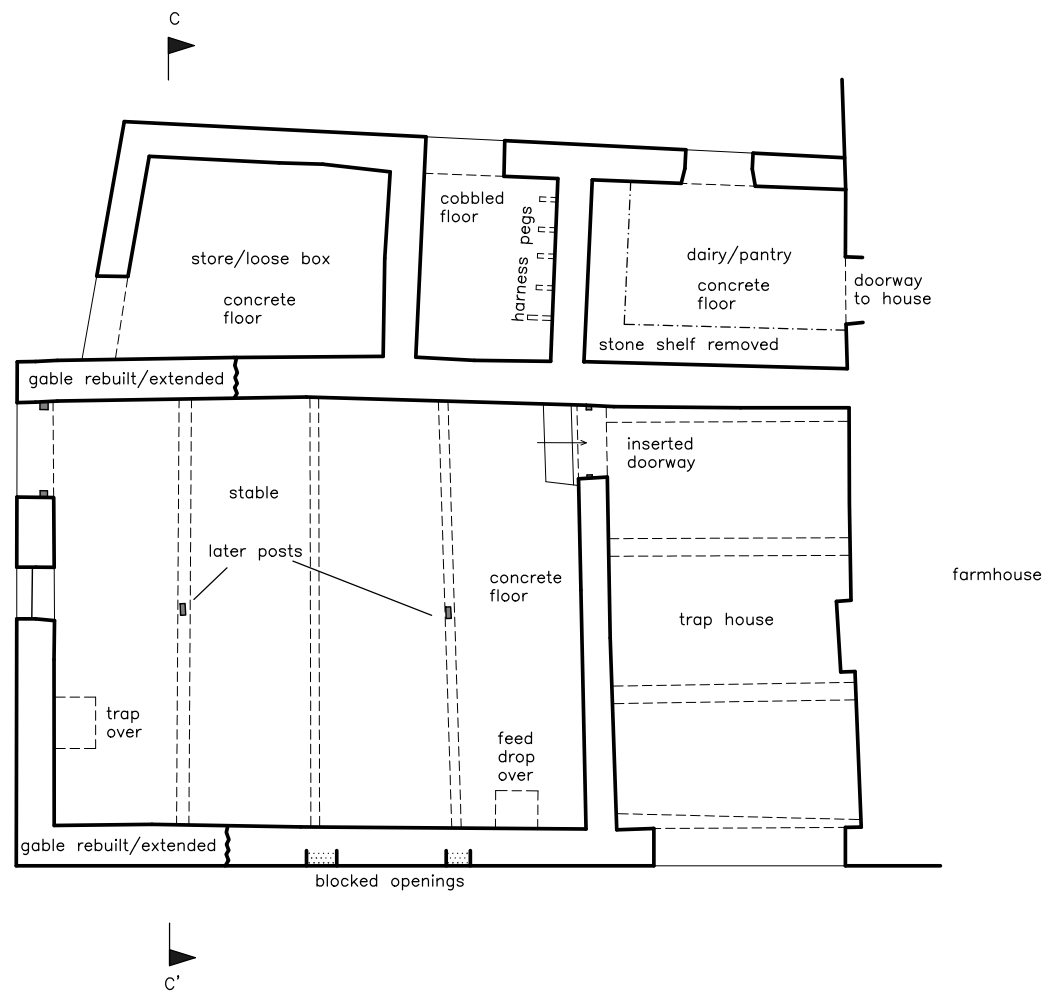 C
cobbled
floor
harness pegs
store/loose box
concrete
floor
dairy/pantry
concrete
floor
doorway
to house
stone shelf removed
gable rebuilt/extended
inserted
doorway
stable
later posts
concrete
floor
farmhouse
trap house
trap
over
feed
drop
over
gable rebuilt/extended
blocked openings
C'